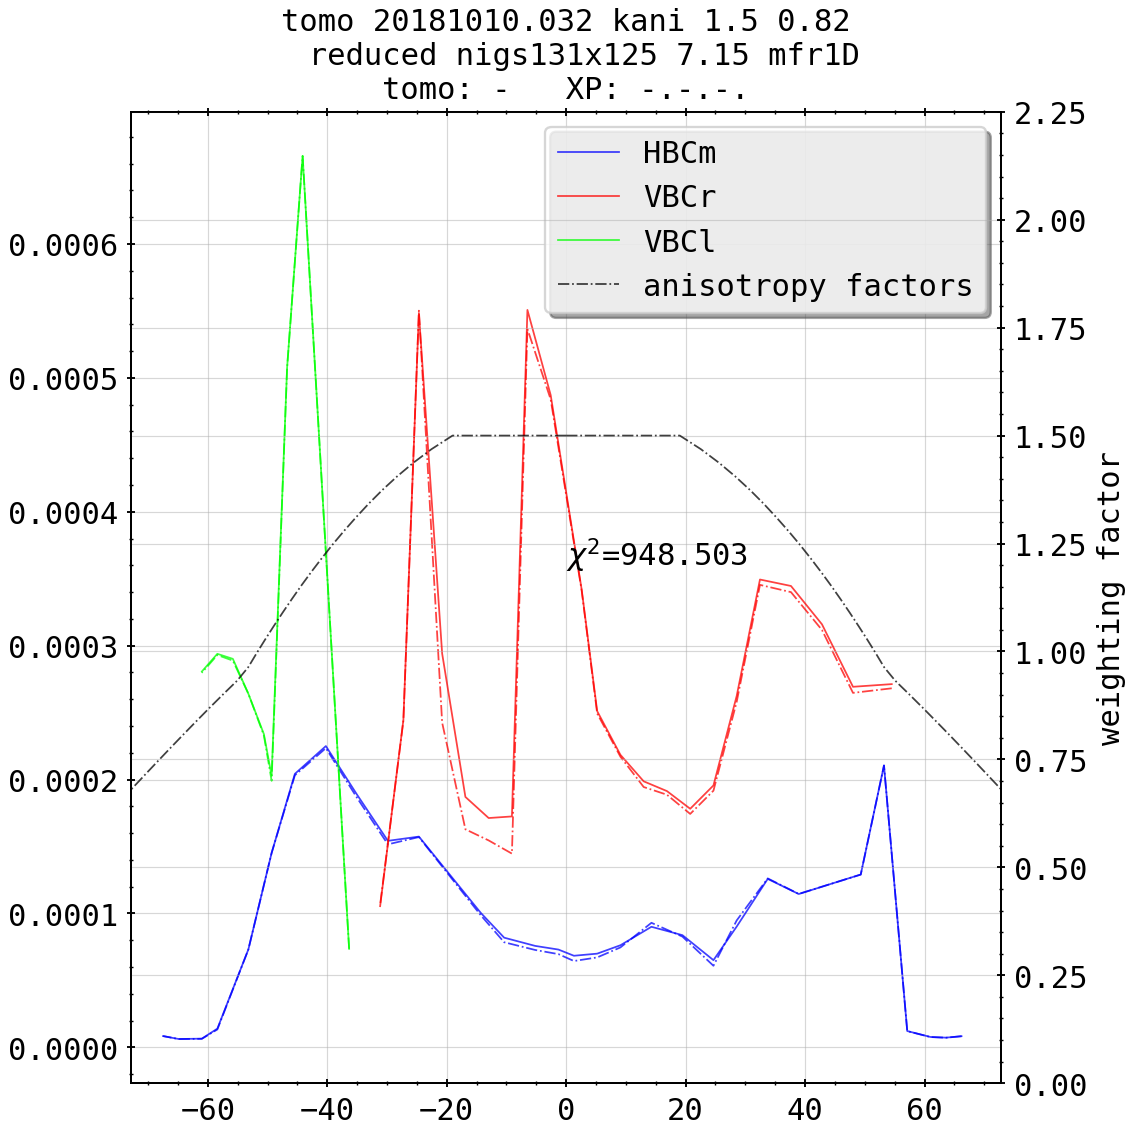 tomo 20181010.032 kani 1.5 0.82
reduced nigs131x125 7.15 mfr1D
tomo: -   XP: -.-.-.
HBCm
VBCr
VBCl
anisotropy factors
χ²=948.503
0.0006
0.0005
0.0004
0.0003
0.0002
0.0001
0.0000
2.25
2.00
1.75
1.50
1.25
1.00
0.75
0.50
0.25
0.00
weighting factor
−60 −40 −20 0 20 40 60